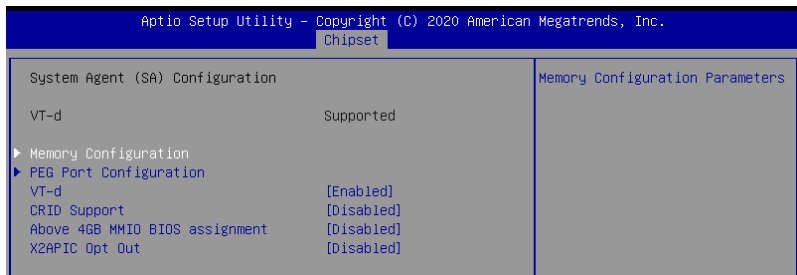 Aptio Setup Utility – Copyright (C) 2020 American Megatrends, Inc.
Chipset
System Agent (SA) Configuration
Memory Configuration Parameters
VT-d Supported
Memory Configuration
PEG Port Configuration
VT-d [Enabled]
CRID Support [Disabled]
Above 4GB MMIO BIOS assignment [Disabled]
X2APIC Opt Out [Disabled]